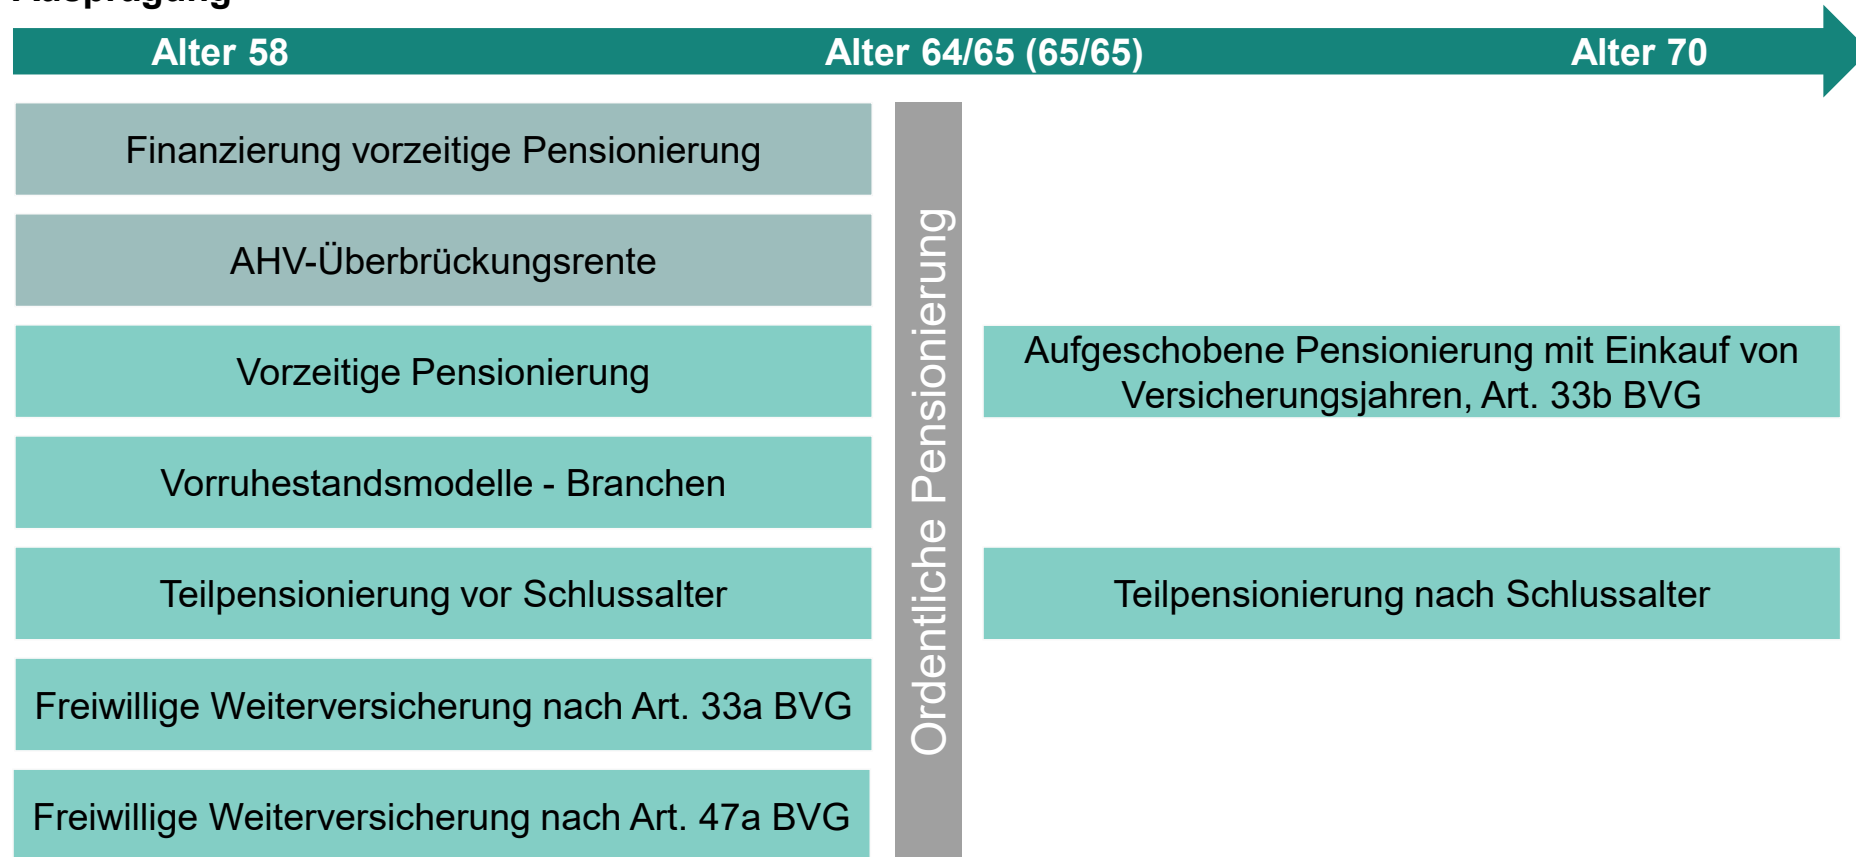 Ausprägung
Alter 58
Alter 64/65 (65/65)
Alter 70
Finanzierung vorzeitige Pensionierung
AHV-Überbrückungsrente
Vorzeitige Pensionierung
Vorruhestandsmodelle - Branchen
Teilpensionierung vor Schlussalter
Freiwillige Weiterversicherung nach Art. 33a BVG
Freiwillige Weiterversicherung nach Art. 47a BVG
Ordentliche Pensionierung
Aufgeschobene Pensionierung mit Einkauf von
Versicherungsjahren, Art. 33b BVG
Teilpensionierung nach Schlussalter